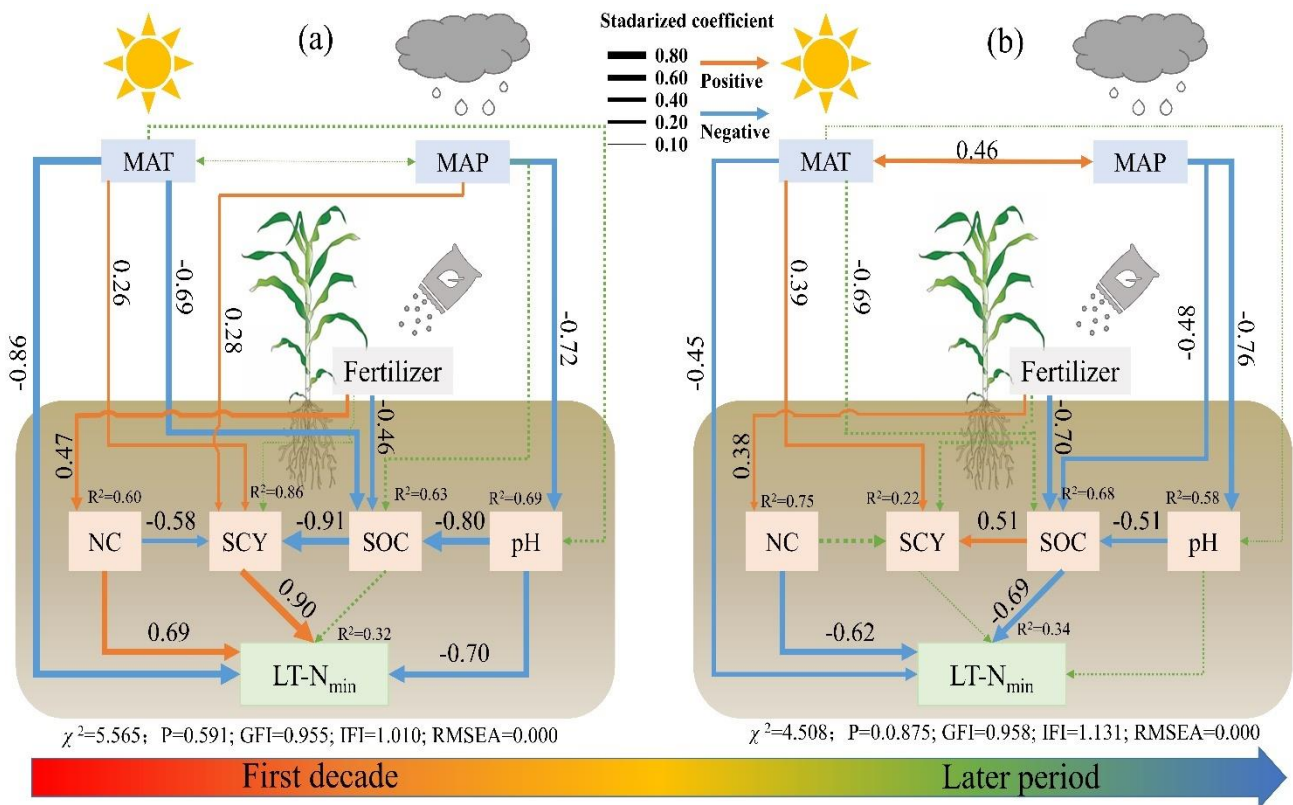 (a)
Stadarized coefficient
0.80
0.60
0.40
0.20
0.10
Positive
Negative
(b)
MAT
MAP
-0.86
0.26
-0.69
0.28
-0.72
Fertilizer
0.47
-0.46
R²=0.60
R²=0.86
R²=0.63
R²=0.69
NC
-0.58
SCY
-0.91
SOC
-0.80
pH
0.69
0.90
R²=0.32
-0.70
LT-Nmin
χ²=5.565; P=0.591; GFI=0.955; IFI=1.010; RMSEA=0.000
MAT
0.46
MAP
-0.45
0.39
-0.69
-0.48
-0.76
Fertilizer
0.38
-0.70
R²=0.75
R²=0.22
R²=0.68
R²=0.58
NC
SCY
0.51
SOC
-0.51
pH
-0.62
-0.69
R²=0.34
LT-Nmin
χ²=4.508; P=0.0.875; GFI=0.958; IFI=1.131; RMSEA=0.000
First decade
Later period